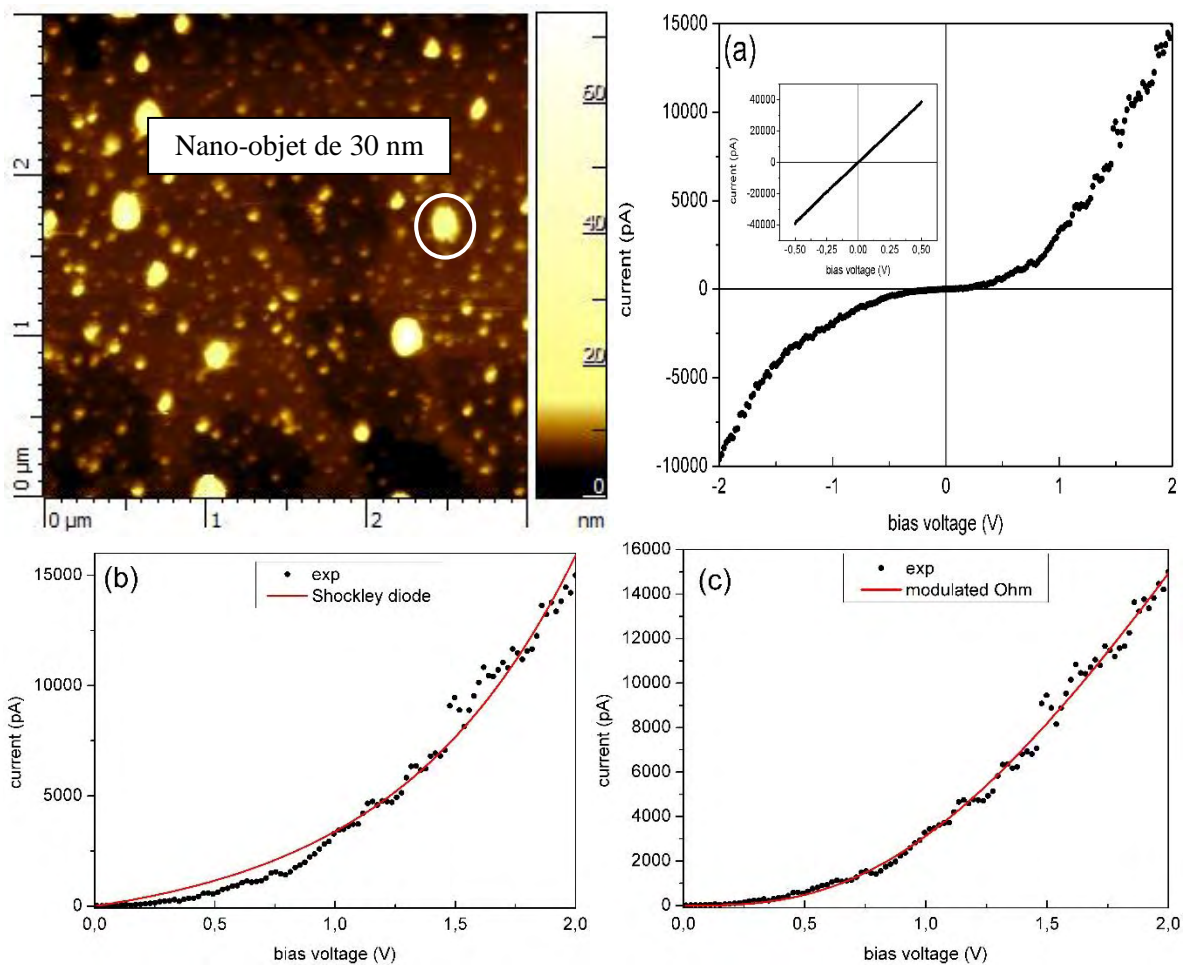 Nano-objet de 30 nm
2
1
0 µm
0 µm
1
2
nm
60
40
20
0
(a)
15000
10000
5000
0
-5000
-10000
current (pA)
-2
-1
0
1
2
bias voltage (V)
40000
20000
0
-20000
-40000
current (pA)
-0,50
-0,25
0,00
0,25
0,50
bias voltage (V)
(b)
exp
Shockley diode
15000
10000
5000
0
current (pA)
0,0
0,5
1,0
1,5
2,0
bias voltage (V)
(c)
exp
modulated Ohm
16000
14000
12000
10000
8000
6000
4000
2000
0
current (pA)
0,0
0,5
1,0
1,5
2,0
bias voltage (V)